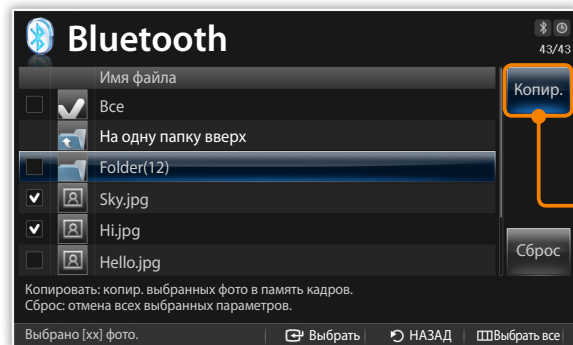 Bluetooth
43/43
Имя файла
Копир.
Все
На одну папку вверх
Folder(12)
Sky.jpg
Hi.jpg
Сброс
Hello.jpg
Копировать: копир. выбранных фото в память кадров.
Сброс: отмена всех выбранных параметров.
Выбрано [xx] фото. Выбрать НАЗАД Выбрать все